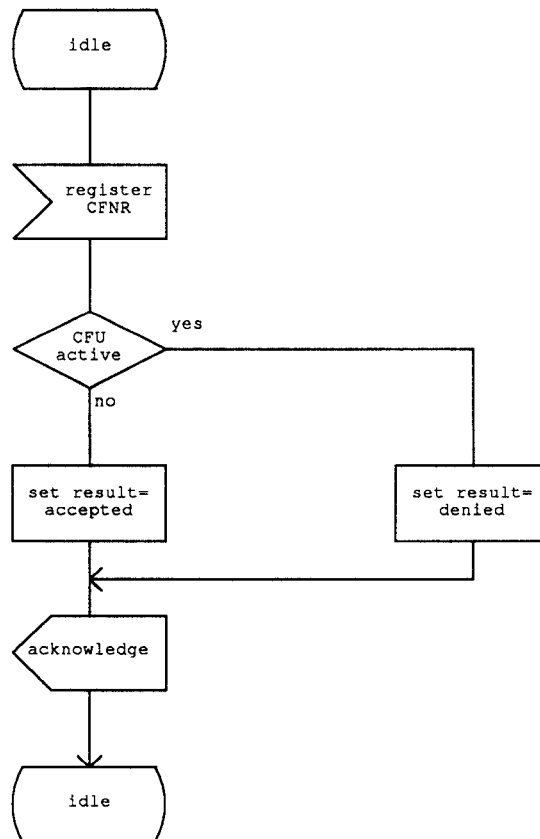 idle
register
CFNR
yes
CFU
active
no
set result=
accepted
set result=
denied
acknowledge
idle